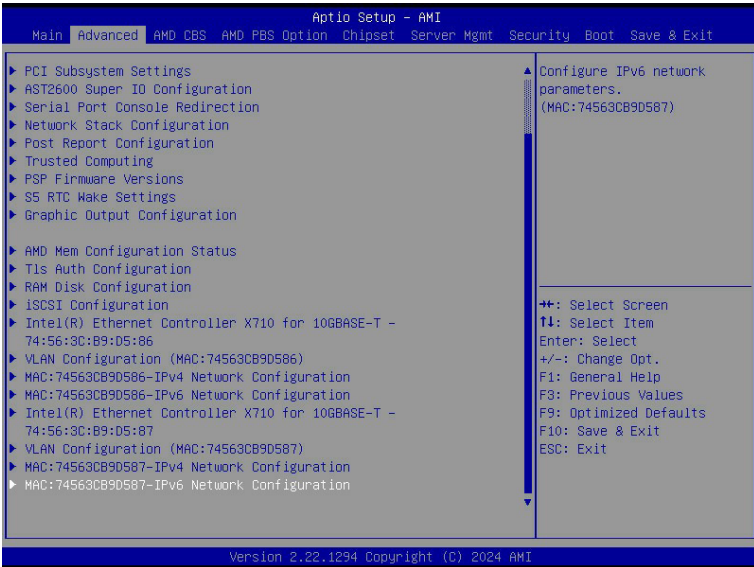 Aptio Setup - AMI
Main Advanced AMD CBS AMD PBS Option Chipset Server Mgmt Security Boot Save & Exit
PCI Subsystem Settings
AST2600 Super IO Configuration
Serial Port Console Redirection
Network Stack Configuration
Post Report Configuration
Trusted Computing
PSP Firmware Versions
S5 RTC Wake Settings
Graphic Output Configuration
AMD Mem Configuration Status
Tls Auth Configuration
RAM Disk Configuration
iSCSI Configuration
Intel(R) Ethernet Controller X710 for 10GBASE-T -
74:56:3C:B9:D5:86
VLAN Configuration (MAC:74563CB9D586)
MAC:74563CB9D586-IPv4 Network Configuration
MAC:74563CB9D586-IPv6 Network Configuration
Intel(R) Ethernet Controller X710 for 10GBASE-T -
74:56:3C:B9:D5:87
VLAN Configuration (MAC:74563CB9D587)
MAC:74563CB9D587-IPv4 Network Configuration
MAC:74563CB9D587-IPv6 Network Configuration
Configure IPv6 network
parameters.
(MAC:74563CB9D587)
→←: Select Screen
↑↓: Select Item
Enter: Select
+/-: Change Opt.
F1: General Help
F3: Previous Values
F9: Optimized Defaults
F10: Save & Exit
ESC: Exit
Version 2.22.1294 Copyright (C) 2024 AMI